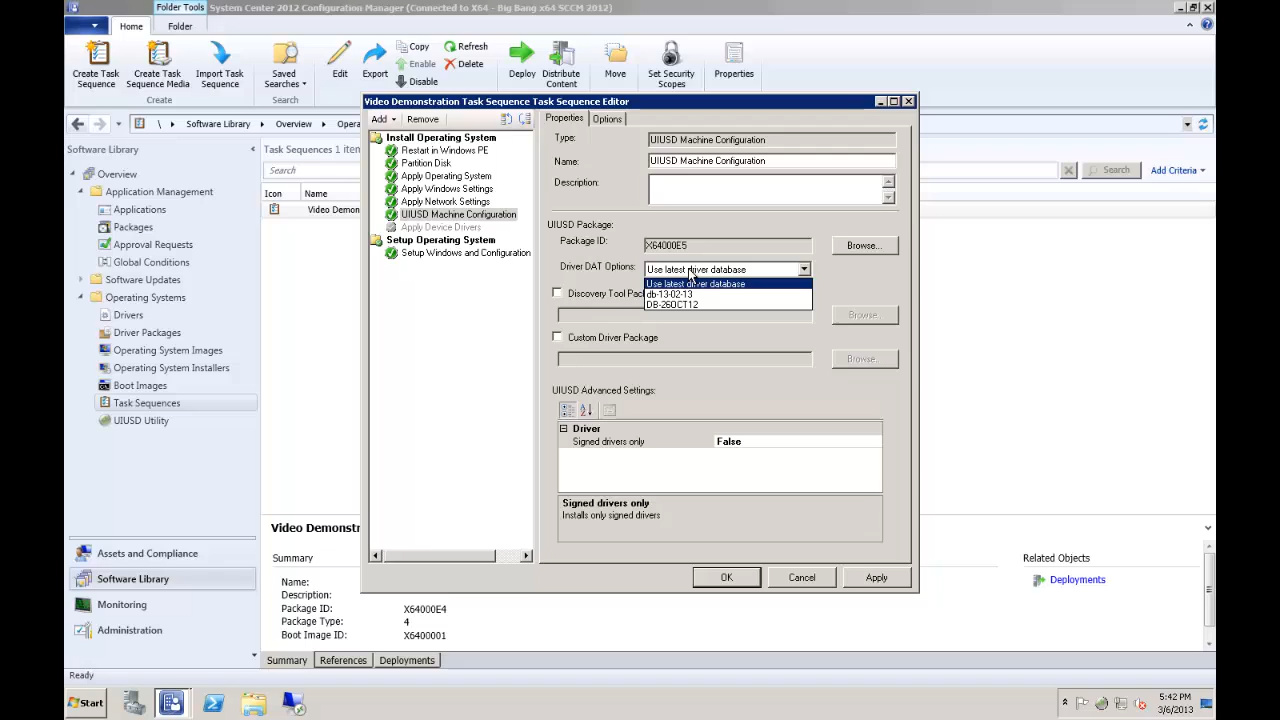 Folder Tools
System Center 2012 Configuration Manager (Connected to X64 - Big Bang x64 SCCM 2012)
Home
Folder
Create Task Sequence
Create Task Sequence Media
Import Task Sequence
Create
Saved Searches
Search
Edit
Export
Copy
Enable
Disable
Refresh
Delete
Deploy
Distribute Content
Move
Set Security Scopes
Properties
\ Software Library
Overview
Opera
Software Library
Overview
Application Management
Applications
Packages
Approval Requests
Global Conditions
Software Updates
Operating Systems
Drivers
Driver Packages
Operating System Images
Operating System Installers
Boot Images
Task Sequences
UIUSD Utility
Assets and Compliance
Software Library
Monitoring
Administration
Task Sequences 1 item
Search
Search
Add Criteria
Icon
Name
Video Demon
Video Demonstration Task Sequence Task Sequence Editor
Add
Remove
Install Operating System
Restart in Windows PE
Partition Disk
Apply Operating System
Apply Windows Settings
Apply Network Settings
UIUSD Machine Configuration
Apply Device Drivers
Setup Operating System
Setup Windows and Configuration
Properties
Options
Type:
UIUSD Machine Configuration
Name:
UIUSD Machine Configuration
Description:
UIUSD Package:
Package ID:
X64000E5
Browse...
Driver DAT Options:
Use latest driver database
Use latest driver database
db-13-02-13
DB-26OCT12
Discovery Tool Pac
Browse...
Custom Driver Package
Browse...
UIUSD Advanced Settings:
Driver
Signed drivers only
False
Signed drivers only
Installs only signed drivers
OK
Cancel
Apply
Video Demonstr
Summary
Name:
Description:
Package ID:
X64000E4
Package Type:
4
Boot Image ID:
X6400001
Related Objects
Deployments
Summary
References
Deployments
Ready
Start
5:42 PM
3/6/2013